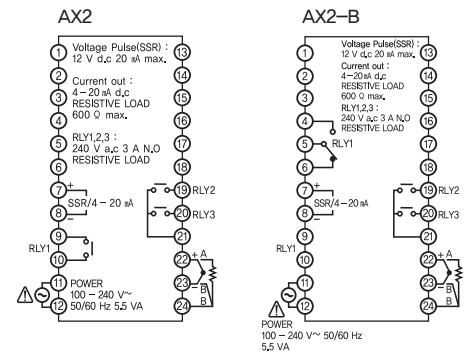 AX2
1
2
3
4
5
6
7
8
9
10
11
12
13
14
15
16
17
18
19
20
21
22
23
24
Voltage Pulse(SSR) :
12 V d.c 20 mA max.
Current out :
4-20 mA d.c
RESISTIVE LOAD
600 Ω max.
RLY1,2,3 :
240 V a.c 3 A N.O
RESISTIVE LOAD
+
SSR/4-20 mA
-
RLY1
RLY2
RLY3
POWER
100 - 240 V~
50/60 Hz 5.5 VA
+ A
- B
B
AX2-B
1
2
3
4
5
6
7
8
9
10
11
12
13
14
15
16
17
18
19
20
21
22
23
24
Voltage Pulse(SSR) :
12 V d.c 20 mA max.
Current out :
4-20 mA d.c
RESISTIVE LOAD
600 Ω max.
RLY1,2,3 :
240 V a.c 3 A N.O
RESISTIVE LOAD
RLY1
+
SSR/4-20 mA
-
RLY1
RLY2
RLY3
+ A
- B
B
POWER
100 - 240 V~ 50/60 Hz
5.5 VA